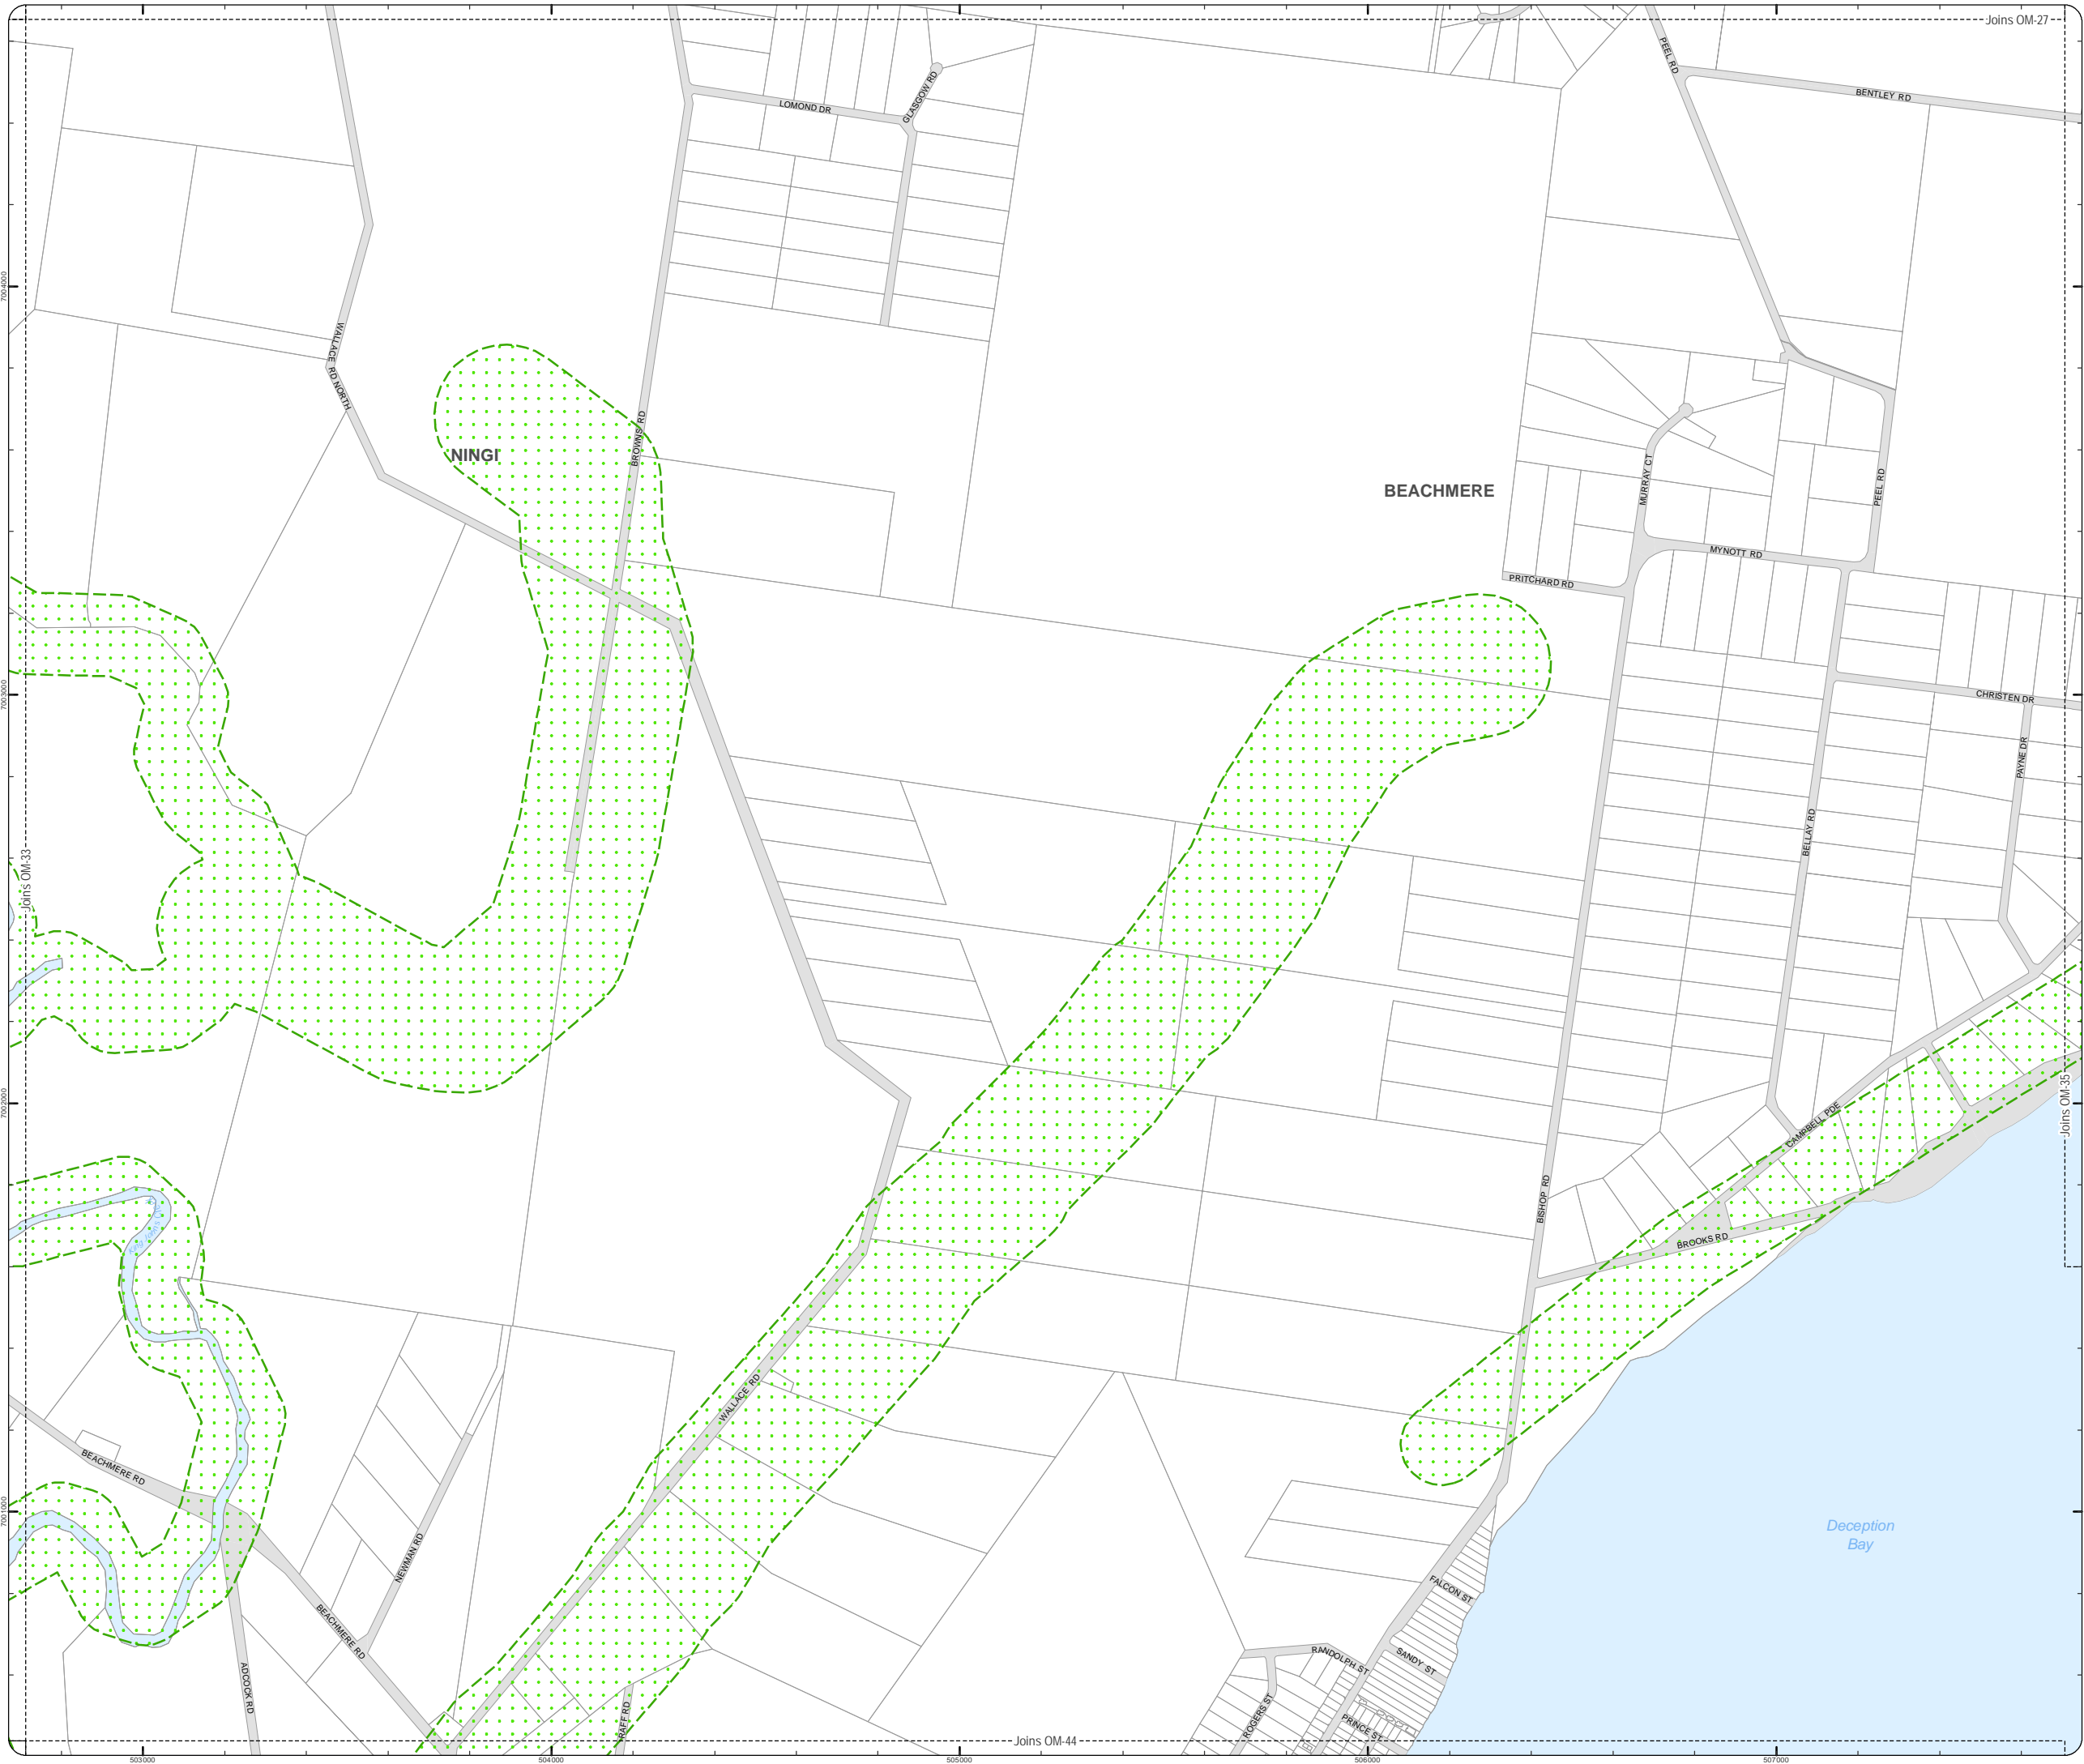 Joins OM-27
PEEL RD
BENTLEY RD
LOMOND DR
GLASGOW RD
7004000
WALLACE RD NORTH
BROWNS RD
NINGI
BEACHMERE
MURRAY CT
PEEL RD
MYNOTT RD
PRITCHARD RD
7003000
CHRISTEN DR
PAYNE DR
BELLAY RD
Joins OM-33
7002000
Joins OM-35
CAMPBELL PDE
BISHOP RD
BROOKS RD
WALLACE RD
BEACHMERE RD
7001000
Deception
Bay
NEWMAN RD
FALCON ST
BEACHMERE RD
RANDOLPH ST
SANDY ST
ADCOCK RD
RAFF RD
ROGERS ST
PRINCE ST
Joins OM-44
503000
504000
505000
506000
507000